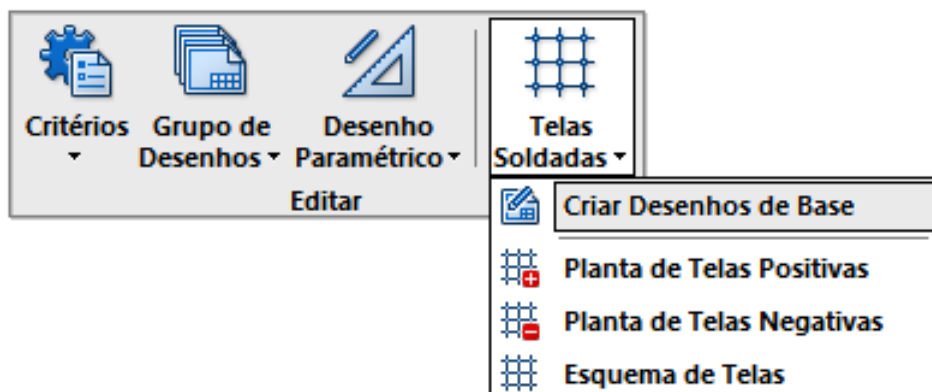 Critérios
Grupo de
Desenhos
Desenho
Paramétrico
Telas
Soldadas
Editar
Criar Desenhos de Base
Planta de Telas Positivas
Planta de Telas Negativas
Esquema de Telas